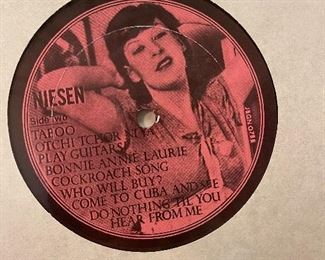 NIESEN
Side Two
TABOO
OTCHI TCHOR NIYA
PLAY GUITARS
BONNIE ANNIE LAURIE
COCKROACH SONG
WHO WILL BUY?
COME TO CUBA AND SE
DO NOTHING TIL YOU
HEAR FROM ME